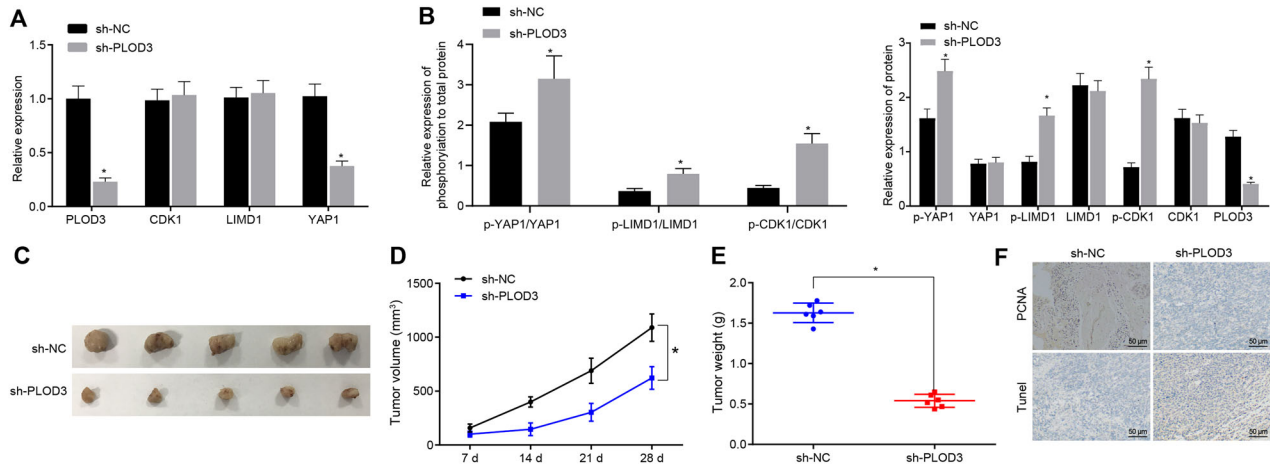 A
sh-NC
sh-PLOD3
Relative expression
1.5
1.0
0.5
0.0
PLOD3
CDK1
LIMD1
YAP1
*
*
B
sh-NC
sh-PLOD3
Relative expression of
phosphorylation to total protein
4
3
2
1
0
*
*
*
p-YAP1/YAP1
p-LIMD1/LIMD1
p-CDK1/CDK1
sh-NC
sh-PLOD3
Relative expression of protein
3
2
1
0
*
*
*
*
p-YAP1
YAP1
p-LIMD1
LIMD1
p-CDK1
CDK1
PLOD3
C
sh-NC
sh-PLOD3
D
sh-NC
sh-PLOD3
Tumor volume (mm³)
1500
1000
500
0
7 d
14 d
21 d
28 d
*
E
Tumor weight (g)
2.0
1.5
1.0
0.5
0.0
*
sh-NC
sh-PLOD3
F
sh-NC
sh-PLOD3
PCNA
Tunel
50 μm
50 μm
50 μm
50 μm